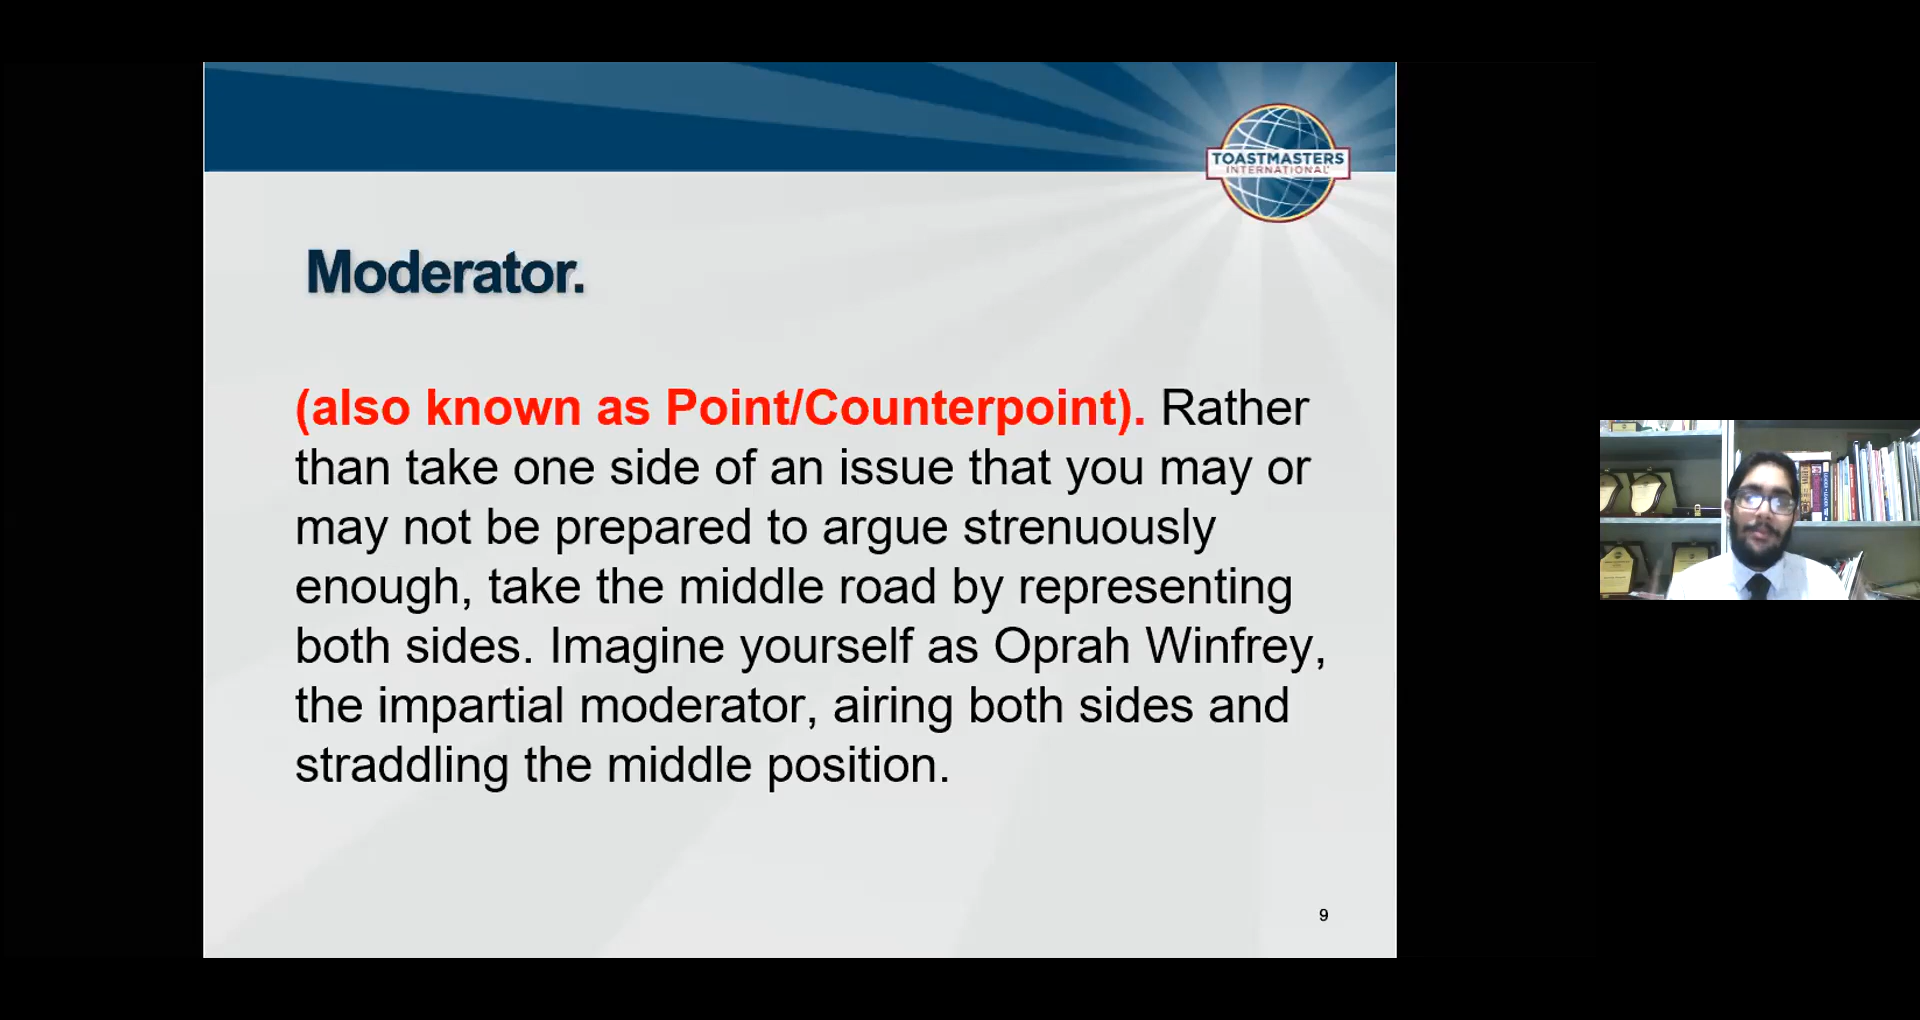 TOASTMASTERS
INTERNATIONAL
Moderator.
(also known as Point/Counterpoint). Rather
than take one side of an issue that you may or
may not be prepared to argue strenuously
enough, take the middle road by representing
both sides. Imagine yourself as Oprah Winfrey,
the impartial moderator, airing both sides and
straddling the middle position.
9